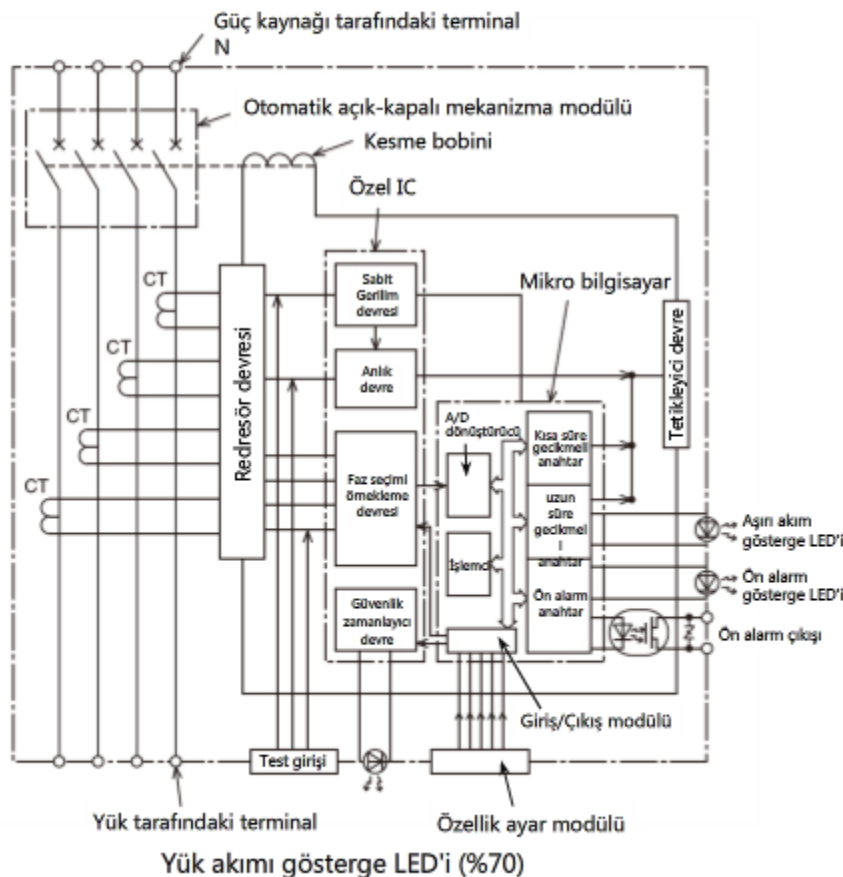 Güç kaynağı tarafındaki terminal
N
Otomatik açık-kapalı mekanizma modülü
Kesme bobini
Özel IC
Mikro bilgisayar
CT
CT
CT
CT
Redresör devresi
Sabit
Gerilim
devresi
Anlık
devre
Faz seçimi
örnekleme
devresi
Güvenlik
zamanlayıcı
devre
A/D
dönüştürücü
İşlemci
Kısa süre
gecikmeli
anahtar
uzun
süre
gecikmel
i
anahtar
Ön alarm
anahtar
Tetikleyici devre
Aşırı akım
gösterge LED'i
Ön alarm
gösterge LED'i
Ön alarm çıkışı
Giriş/Çıkış modülü
Test girişi
Yük tarafındaki terminal
Özellik ayar modülü
Yük akımı gösterge LED'i (%70)